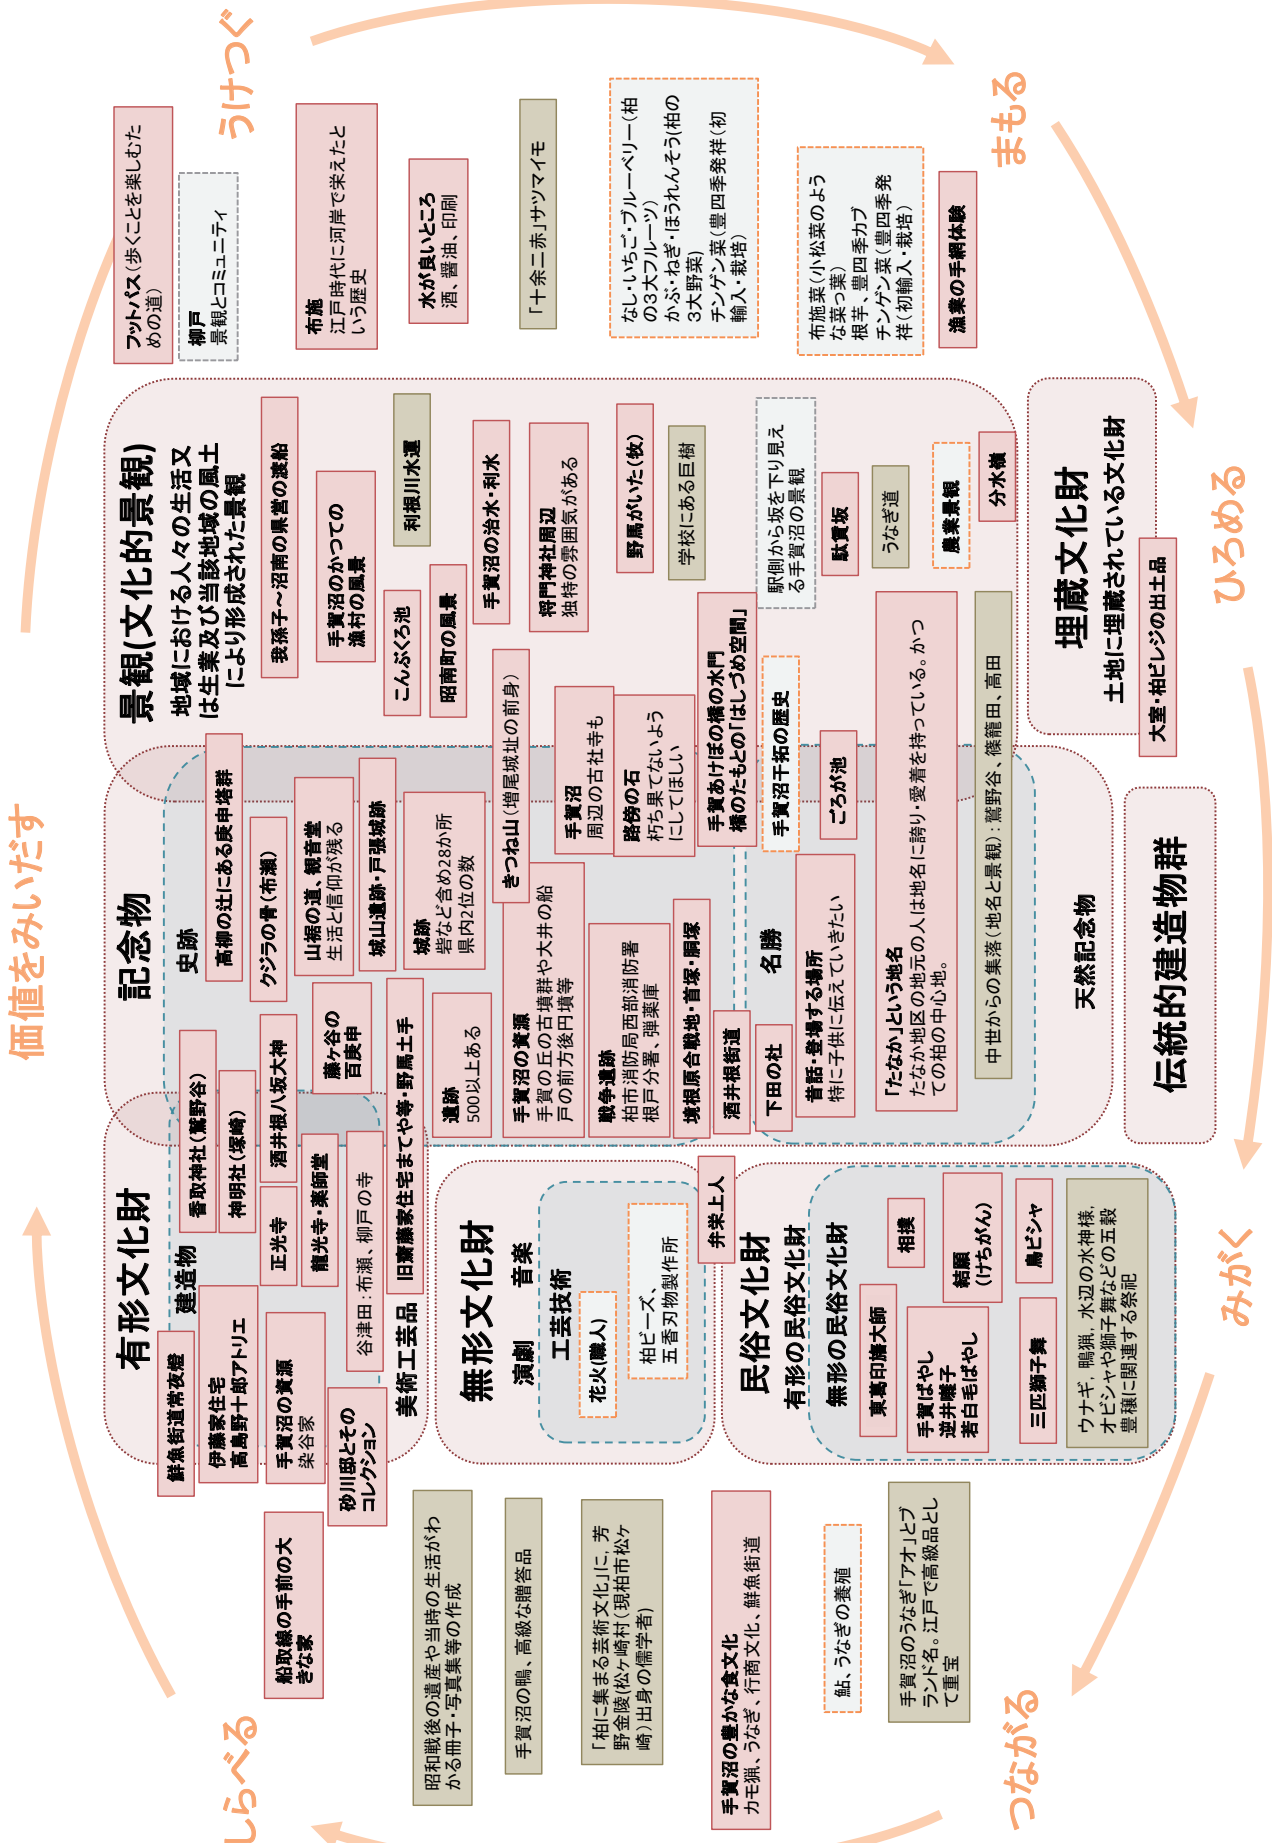 価値をみいだす
うけつぐ
まもる
ひろめる
みがく
つながる
しらべる
有形文化財
建造物
美術工芸品
鮮魚街道常夜燈
伊藤家住宅
高島野十郎アトリエ
手賀沼の資源
染谷家
砂川邸とその
コレクション
香取神社(鷲野谷)
神明社(塚崎)
正光寺
酒井根八坂大神
龍光寺・薬師堂
藤ヶ谷の
百庚申
谷津田:布瀬、柳戸の寺
旧齋藤家住宅までや等・野馬土手
船取線の手前の大
きな家
記念物
史跡
高柳の辻にある庚申塔群
クジラの骨(布瀬)
山裾の道、観音堂
生活と信仰が残る
城山遺跡・戸張城跡
城跡
砦など含め28か所
県内2位の数
遺跡
500以上ある
きつね山(増尾城址の前身)
手賀沼の資源
手賀の丘の古墳群や大井の船
戸の前方後円墳等
手賀沼
周辺の古社寺も
戦争遺跡
柏市消防局西部消防署
根戸分署、弾薬庫
路傍の石
朽ち果てないよう
にしてほしい
境根原合戦地・首塚・胴塚
手賀あけぼの橋の水門
橋のたもとの「はしづめ空間」
酒井根街道
名勝
下田の杜
手賀沼干拓の歴史
昔話・登場する場所
特に子供に伝えていきたい
ごろが池
「たなか」という地名
たなか地区の地元の人は地名に誇り・愛着を持っている。かつ
ての柏の中心地。
中世からの集落(地名と景観):鷲野谷、篠籠田、高田
天然記念物
景観(文化的景観)
地域における人々の生活又
は生業及び当該地域の風土
により形成された景観
我孫子～沼南の県営の渡船
手賀沼のかつての
漁村の風景
こんぶくろ池
利根川水運
昭南町の風景
手賀沼の治水・利水
将門神社周辺
独特の雰囲気がある
野馬がいた(牧)
学校にある巨樹
駅側から坂を下り見え
る手賀沼の景観
駄賃坂
うなぎ道
農業景観
分水嶺
フットパス(歩くことを楽しむた
めの道)
柳戸
景観とコミュニティ
布施
江戸時代に河岸で栄えたと
いう歴史
水が良いところ
酒、醤油、印刷
「十余二赤」サツマイモ
なし・いちご・ブルーベリー(柏
の3大フルーツ)
かぶ・ねぎ・ほうれんそう(柏の
3大野菜)
チンゲン菜(豊四季発祥(初
輸入・栽培)
布施菜(小松菜のよう
な菜っ葉)
根芋、豊四季カブ
チンゲン菜(豊四季発
祥(初輸入・栽培)
漁業の手網体験
無形文化財
演劇　音楽
工芸技術
花火(職人)
柏ビーズ、
五香刃物製作所
弁栄上人
民俗文化財
有形の民俗文化財
無形の民俗文化財
東葛印旛大師
相撲
手賀ばやし
逆井囃子
若白毛ばやし
結願
(けちがん)
三匹獅子舞
鳥ビシャ
ウナギ，鴨猟，水辺の水神様，
オビシャや獅子舞などの五穀
豊穣に関連する祭祀
伝統的建造物群
埋蔵文化財
土地に埋蔵されている文化財
大室・柏ビレジの出土品
昭和戦後の遺産や当時の生活がわ
かる冊子・写真集等の作成
手賀沼の鴨、高級な贈答品
「柏に集まる芸術文化」に，芳
野金陵(松ケ崎村(現柏市松ケ
崎)出身の儒学者)
手賀沼の豊かな食文化
カモ猟、うなぎ、行商文化、鮮魚街道
鮎、うなぎの養殖
手賀沼のうなぎ「アオ」とブ
ランド名。江戸で高級品とし
て重宝